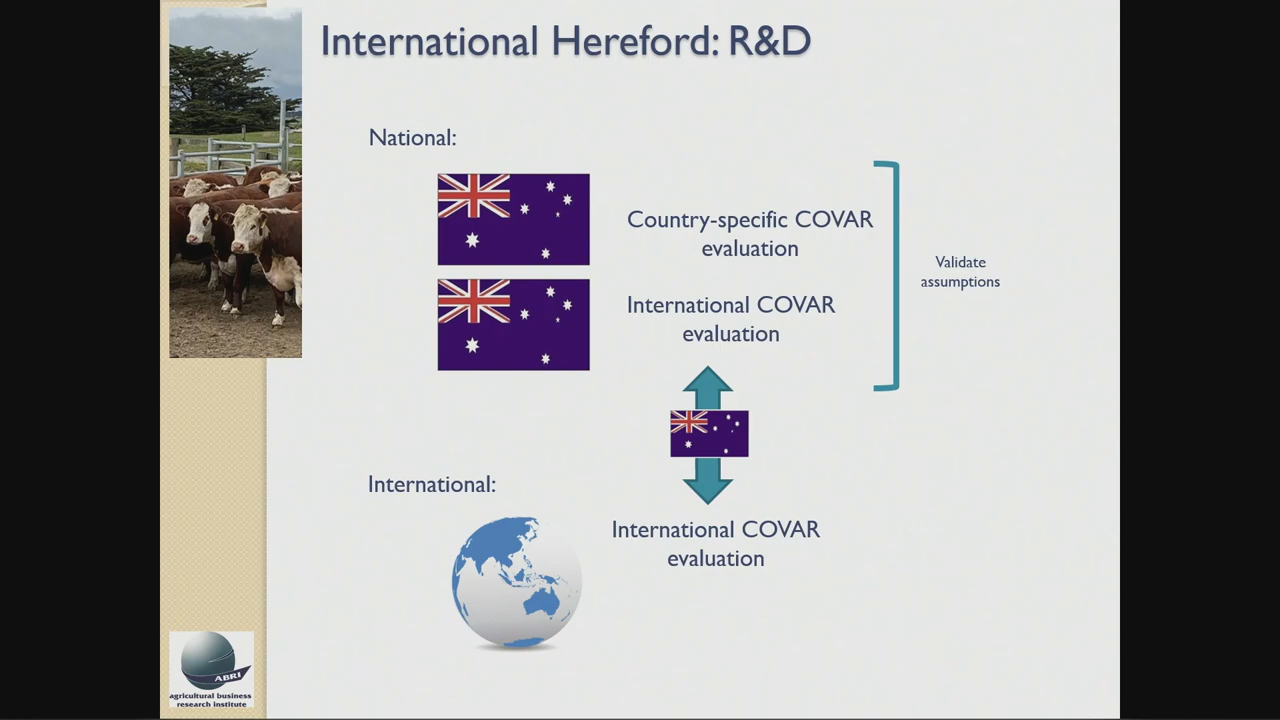 International Hereford: R&D
National:
Country-specific COVAR
evaluation
International COVAR
evaluation
Validate
assumptions
International:
International COVAR
evaluation
ABRI
agricultural business
research institute